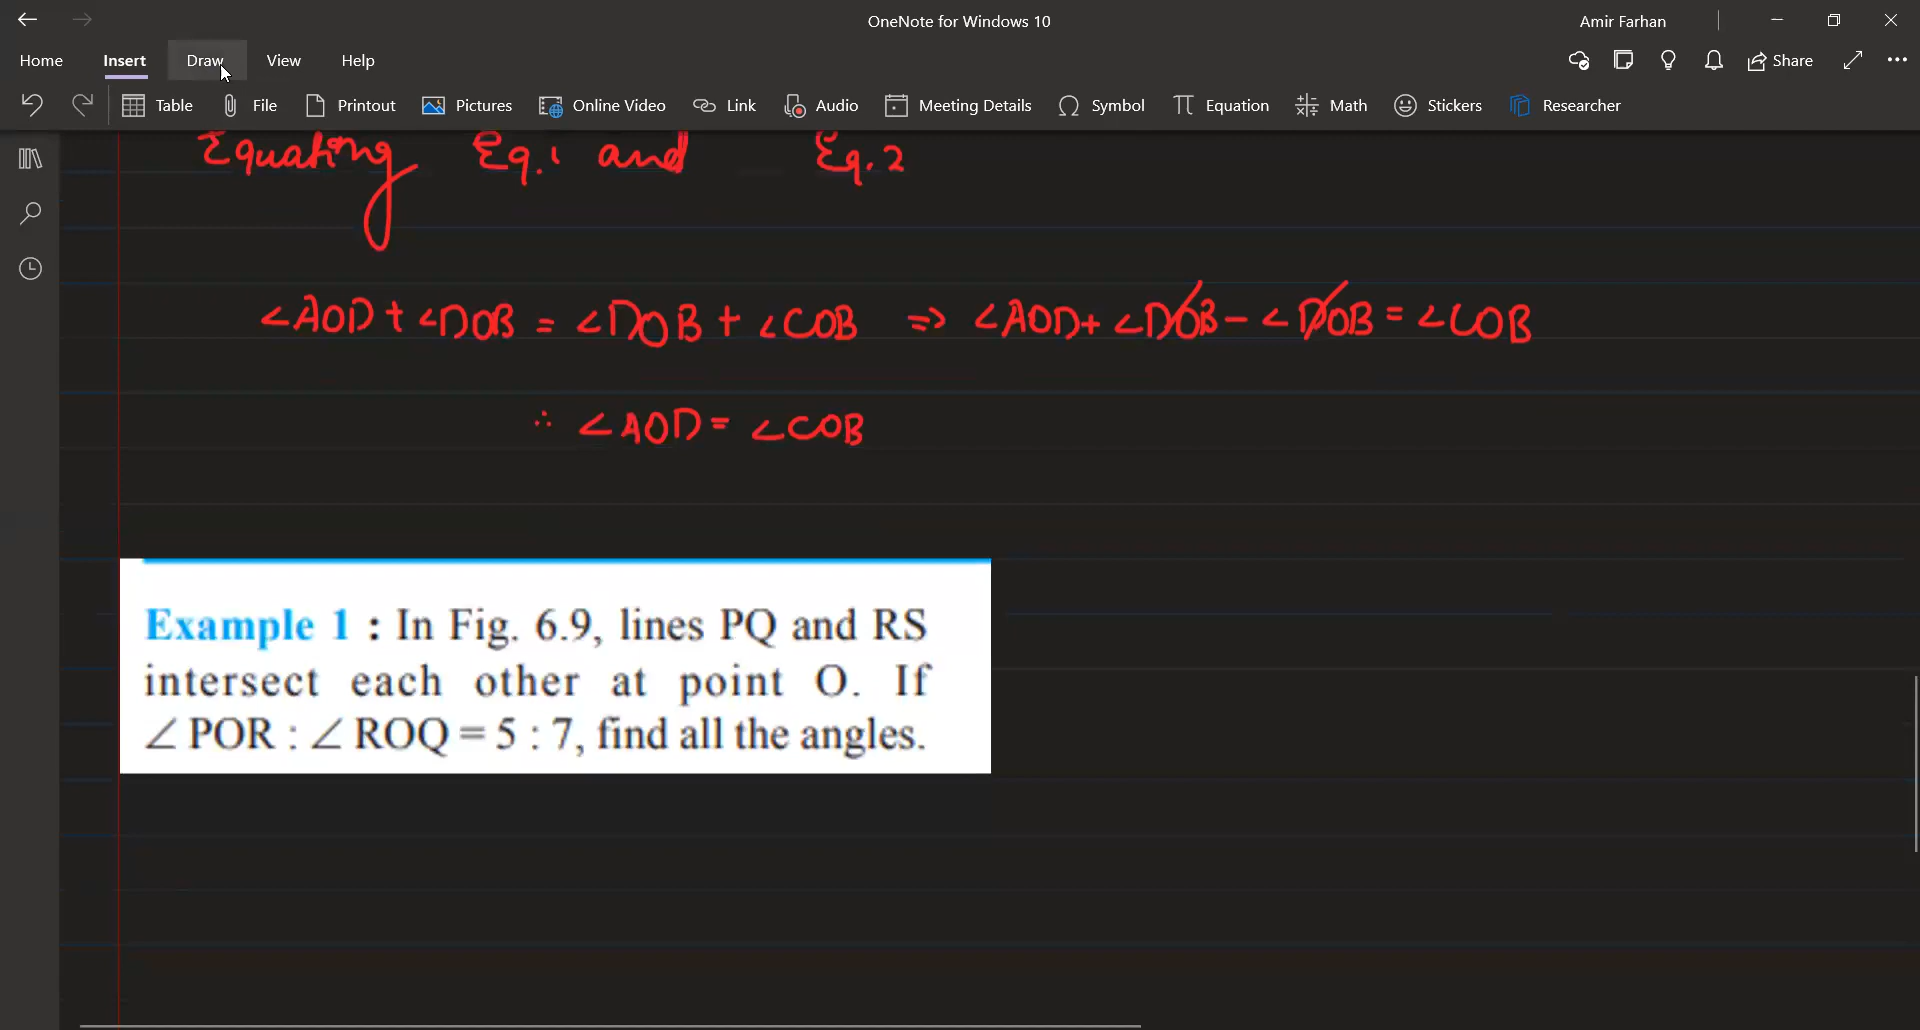 OneNote for Windows 10
Amir Farhan
Home Insert Draw View Help
Share
Table File Printout Pictures Online Video Link Audio Meeting Details Symbol Equation Math Stickers Researcher
Equating Eq.1 and Eq.2
∠AOD + ∠DOB = ∠DOB + ∠COB ⇒ ∠AOD + ∠DOB - ∠DOB = ∠COB
∴ ∠AOD = ∠COB
Example 1 : In Fig. 6.9, lines PQ and RS
intersect each other at point O. If
∠ POR : ∠ ROQ = 5 : 7, find all the angles.